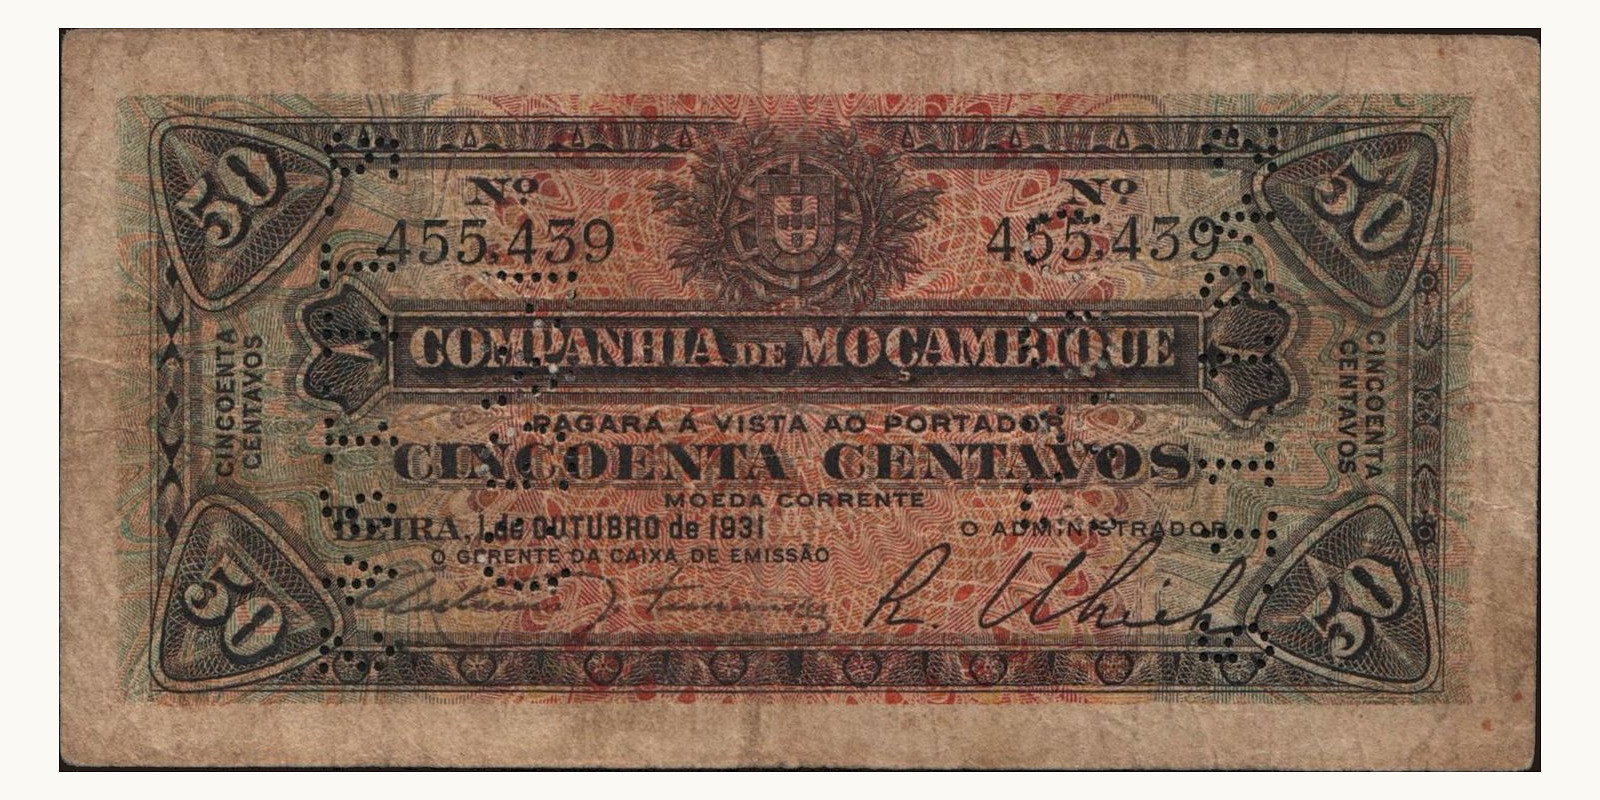 50
50
Nº
Nº
455,439
455,439
COMPANHIA DE MOÇAMBIQUE
PAGARÁ Á VISTA AO PORTADOR
CINCOENTA CENTAVOS
MOEDA CORRENTE
BEIRA, 1 de OUTUBRO de 1931
O GERENTE DA CAIXA DE EMISSÃO
O ADMINISTRADOR
R. Ulrich
CINCOENTA
CENTAVOS
CINCOENTA
CENTAVOS
50
50